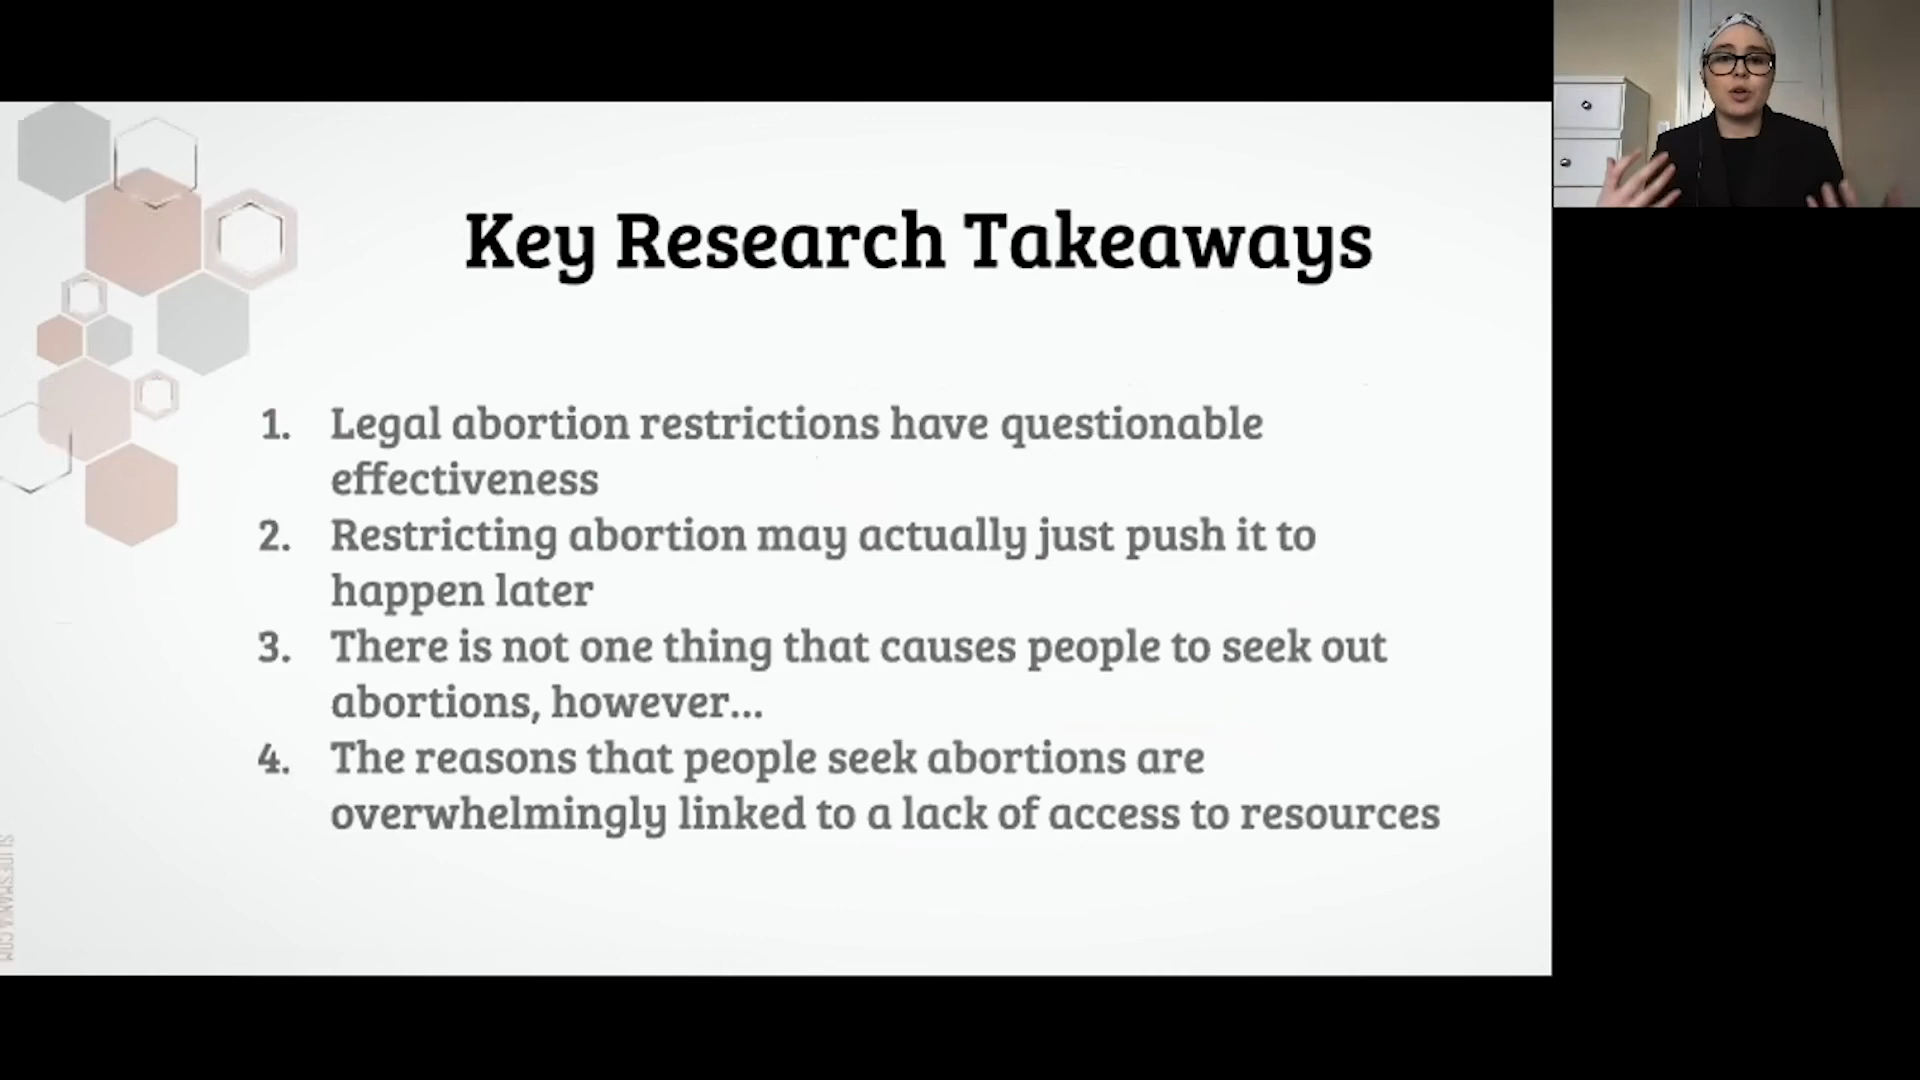 Key Research Takeaways
1. Legal abortion restrictions have questionable
effectiveness
2. Restricting abortion may actually just push it to
happen later
3. There is not one thing that causes people to seek out
abortions, however...
4. The reasons that people seek abortions are
overwhelmingly linked to a lack of access to resources
SLIDESMANIA.COM